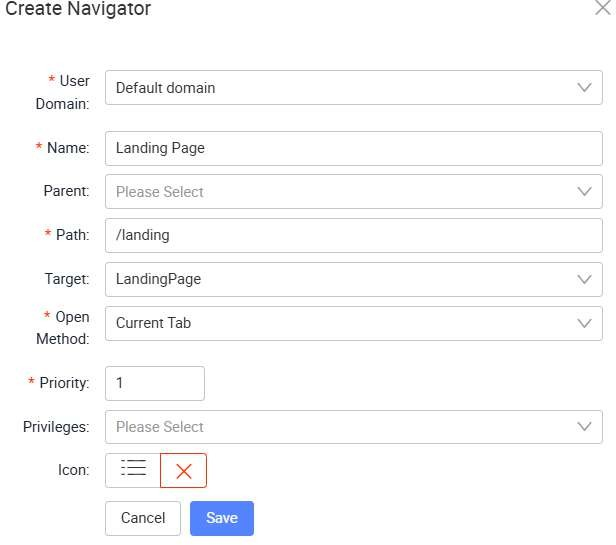 Create Navigator
* User Domain: Default domain
* Name: Landing Page
Parent: Please Select
* Path: /landing
Target: LandingPage
* Open Method: Current Tab
* Priority: 1
Privileges: Please Select
Icon:
Cancel Save